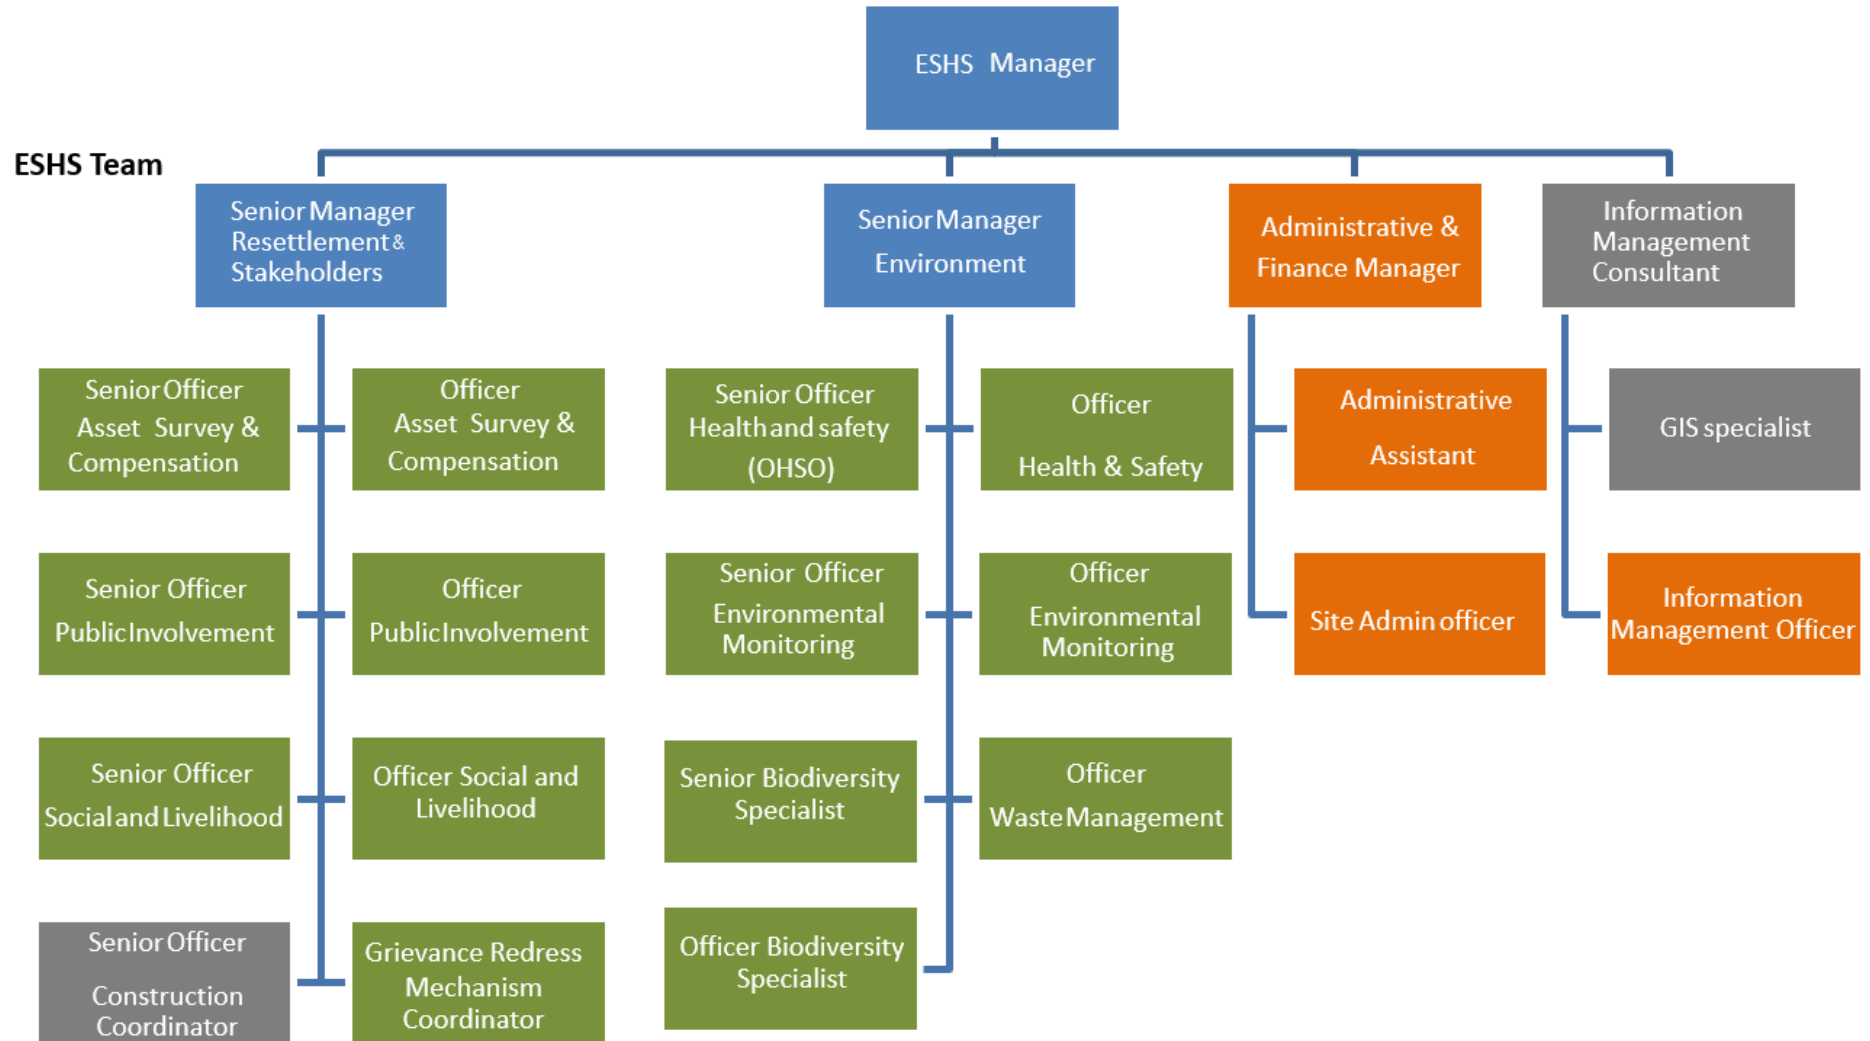 ESHS Manager
ESHS Team
Senior Manager
Resettlement &
Stakeholders
Senior Manager
Environment
Administrative &
Finance Manager
Information
Management
Consultant
Senior Officer
Asset Survey &
Compensation
Officer
Asset Survey &
Compensation
Senior Officer
Health and safety
(OHSO)
Officer
Health & Safety
Administrative
Assistant
GIS specialist
Senior Officer
Public Involvement
Officer
Public Involvement
Senior Officer
Environmental
Monitoring
Officer
Environmental
Monitoring
Site Admin officer
Information
Management Officer
Senior Officer
Social and Livelihood
Officer Social and
Livelihood
Senior Biodiversity
Specialist
Officer
Waste Management
Senior Officer
Construction
Coordinator
Grievance Redress
Mechanism
Coordinator
Officer Biodiversity
Specialist